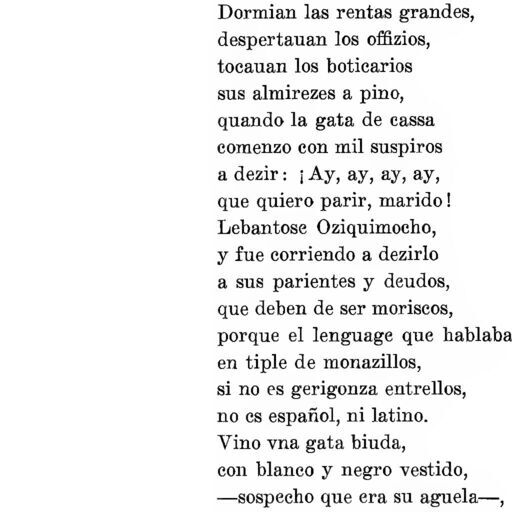 Dormian las rentas grandes,
despertauan los offizios,
tocauan los boticarios
sus almirezes a pino,
quando la gata de cassa
comenzo con mil suspiros
a dezir: ¡Ay, ay, ay, ay,
que quiero parir, marido!
Lebantose Oziquimocho,
y fue corriendo a dezirlo
a sus parientes y deudos,
que deben de ser moriscos,
porque el lenguage que hablaba
en tiple de monazillos,
si no es gerigonza entrellos,
no es español, ni latino.
Vino vna gata biuda,
con blanco y negro vestido,
—sospecho que era su aguela—,